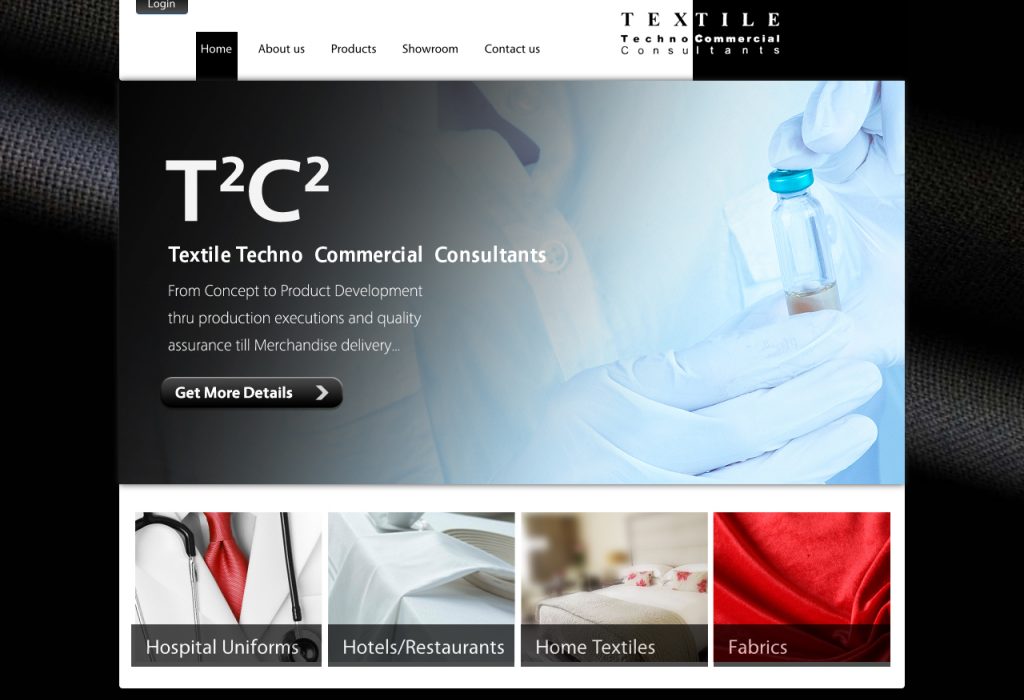 Login
Home
About us
Products
Showroom
Contact us
TEXTILE
Techno Commercial
Consultants
T²C²
Textile Techno Commercial Consultants
From Concept to Product Development
thru production executions and quality
assurance till Merchandise delivery...
Get More Details
Hospital Uniforms
Hotels/Restaurants
Home Textiles
Fabrics